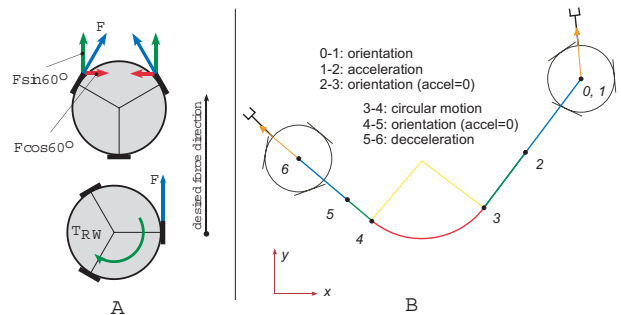 F
Fsin60°
Fcos60°
desired force direction
F
TRW
A
0-1: orientation
1-2: acceleration
2-3: orientation (accel=0)
3-4: circular motion
4-5: orientation (accel=0)
5-6: decceleration
0, 1
2
3
4
5
6
y
x
B